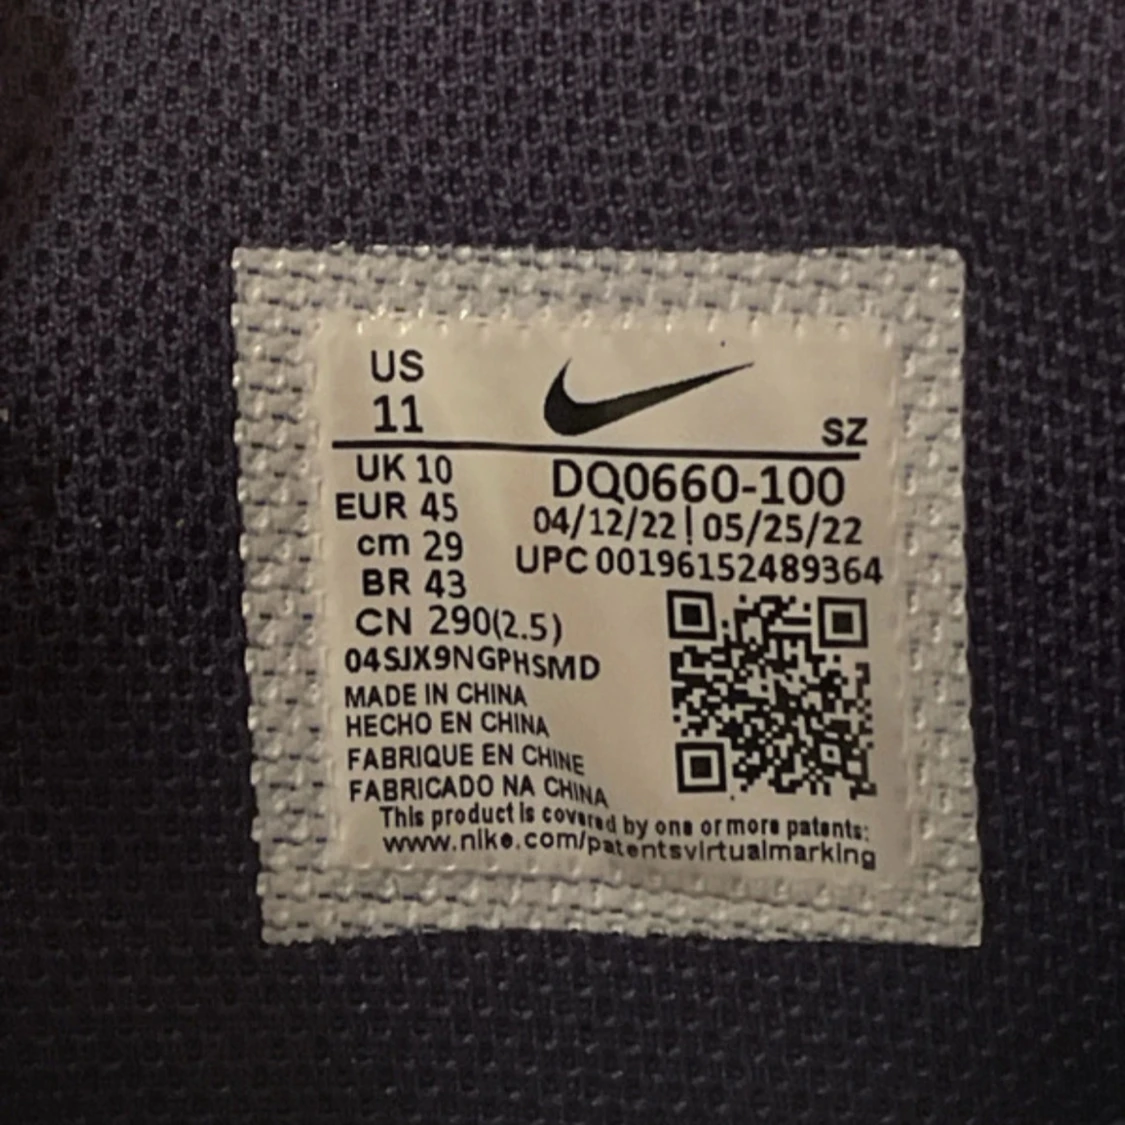 US
11
SZ
UK 10
EUR 45
cm 29
BR 43
CN 290(2.5)
DQ0660-100
04/12/22 | 05/25/22
UPC 00196152489364
04SJX9NGPHSMD
MADE IN CHINA
HECHO EN CHINA
FABRIQUE EN CHINE
FABRICADO NA CHINA
This product is covered by one or more patents:
www.nike.com/patentsvirtualmarking